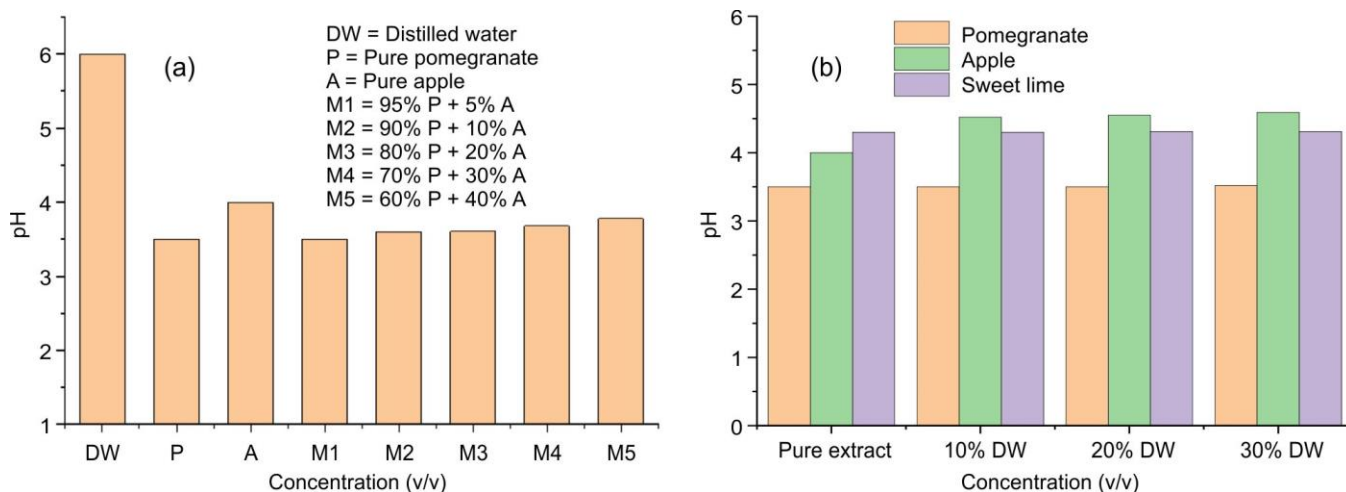 (a)
DW = Distilled water
P = Pure pomegranate
A = Pure apple
M1 = 95% P + 5% A
M2 = 90% P + 10% A
M3 = 80% P + 20% A
M4 = 70% P + 30% A
M5 = 60% P + 40% A
pH
6
5
4
3
2
1
DW P A M1 M2 M3 M4 M5
Concentration (v/v)
(b)
Pomegranate
Apple
Sweet lime
pH
6
5
4
3
2
1
0
Pure extract 10% DW 20% DW 30% DW
Concentration (v/v)